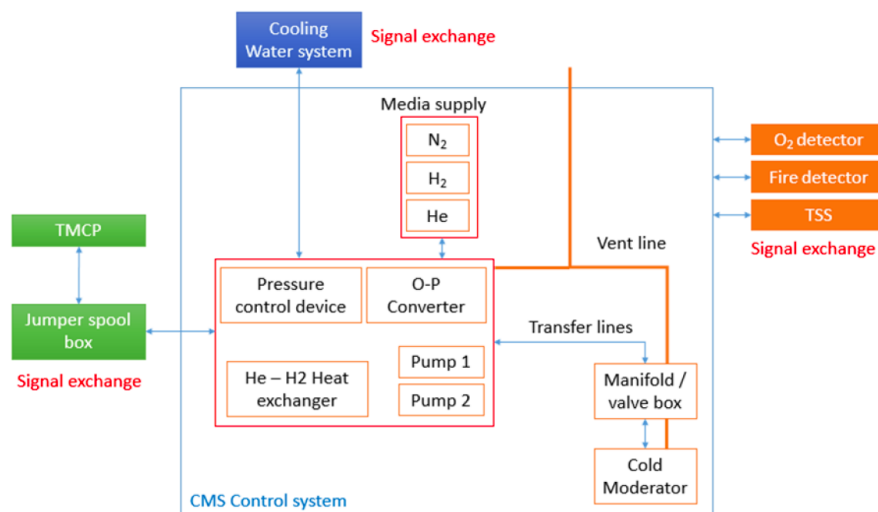 Cooling
Water system
Signal exchange
Media supply
N₂
H₂
He
O₂ detector
Fire detector
TSS
Signal exchange
TMCP
Jumper spool
box
Signal exchange
Vent line
Pressure
control device
O-P
Converter
Transfer lines
He – H2 Heat
exchanger
Pump 1
Pump 2
Manifold /
valve box
Cold
Moderator
CMS Control system